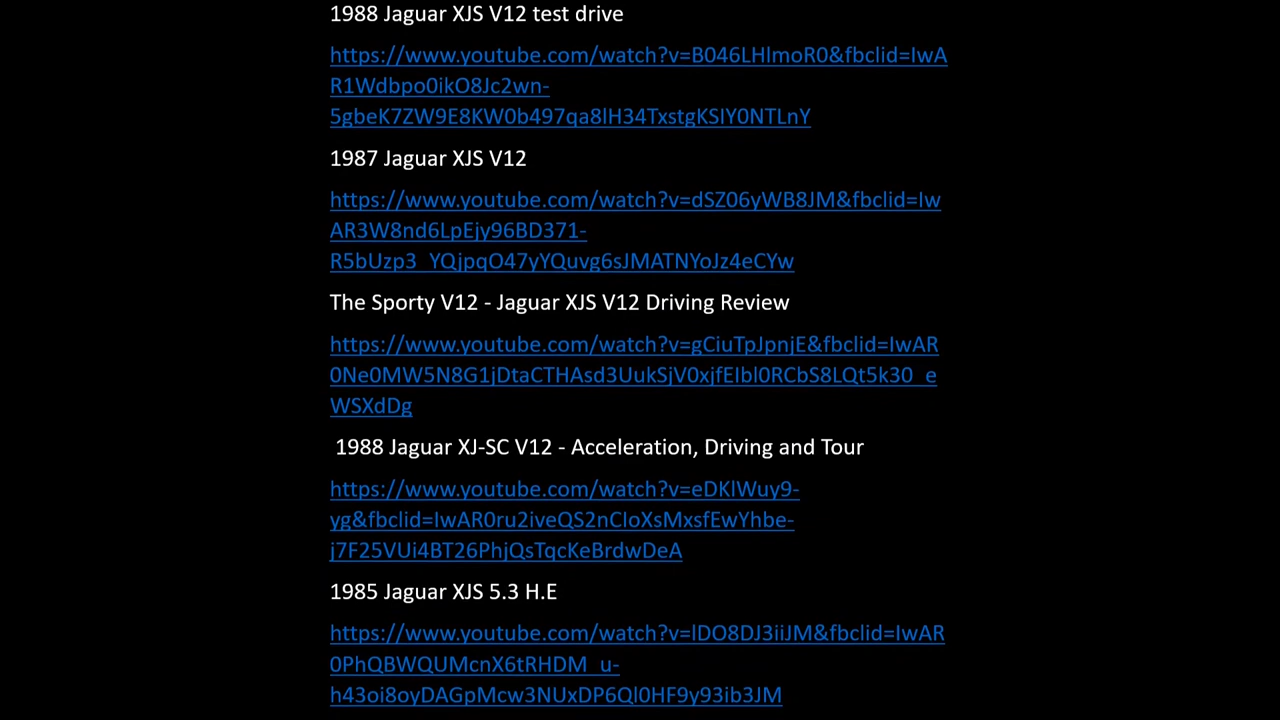 1988 Jaguar XJS V12 test drive
https://www.youtube.com/watch?v=B046LHlmoR0&fbclid=IwA
R1Wdbpo0ikO8Jc2wn-
5gbeK7ZW9E8KW0b497qa8lH34TxstgKSIY0NTLnY
1987 Jaguar XJS V12
https://www.youtube.com/watch?v=dSZ06yWB8JM&fbclid=Iw
AR3W8nd6LpEjy96BD371-
R5bUzp3_YQjpqO47yYQuvg6sJMATNYoJz4eCYw
The Sporty V12 - Jaguar XJS V12 Driving Review
https://www.youtube.com/watch?v=gCiuTpJpnjE&fbclid=IwAR
0Ne0MW5N8G1jDtaCTHAsd3UukSjV0xjfEIbl0RCbS8LQt5k30_e
WSXdDg
1988 Jaguar XJ-SC V12 - Acceleration, Driving and Tour
https://www.youtube.com/watch?v=eDKlWuy9-
yg&fbclid=IwAR0ru2iveQS2nCIoXsMxsfEwYhbe-
j7F25VUi4BT26PhjQsTqcKeBrdwDeA
1985 Jaguar XJS 5.3 H.E
https://www.youtube.com/watch?v=lDO8DJ3iiJM&fbclid=IwAR
0PhQBWQUMcnX6tRHDM_u-
h43oi8oyDAGpMcw3NUxDP6Ql0HF9y93ib3JM